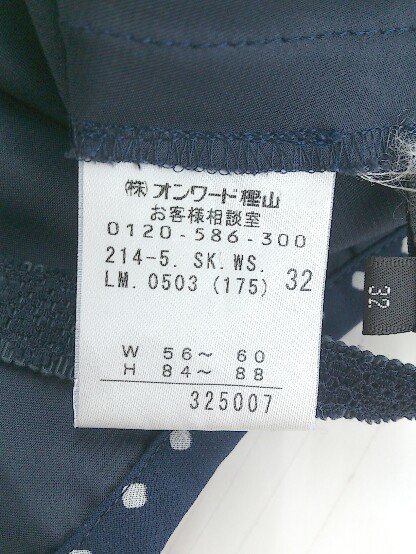 ㈱オンワード樫山
お客様相談室
0120-586-300
214-5. SK.WS.
LM. 0503 (175) 32
W 56～ 60
H 84～ 88
325007
32